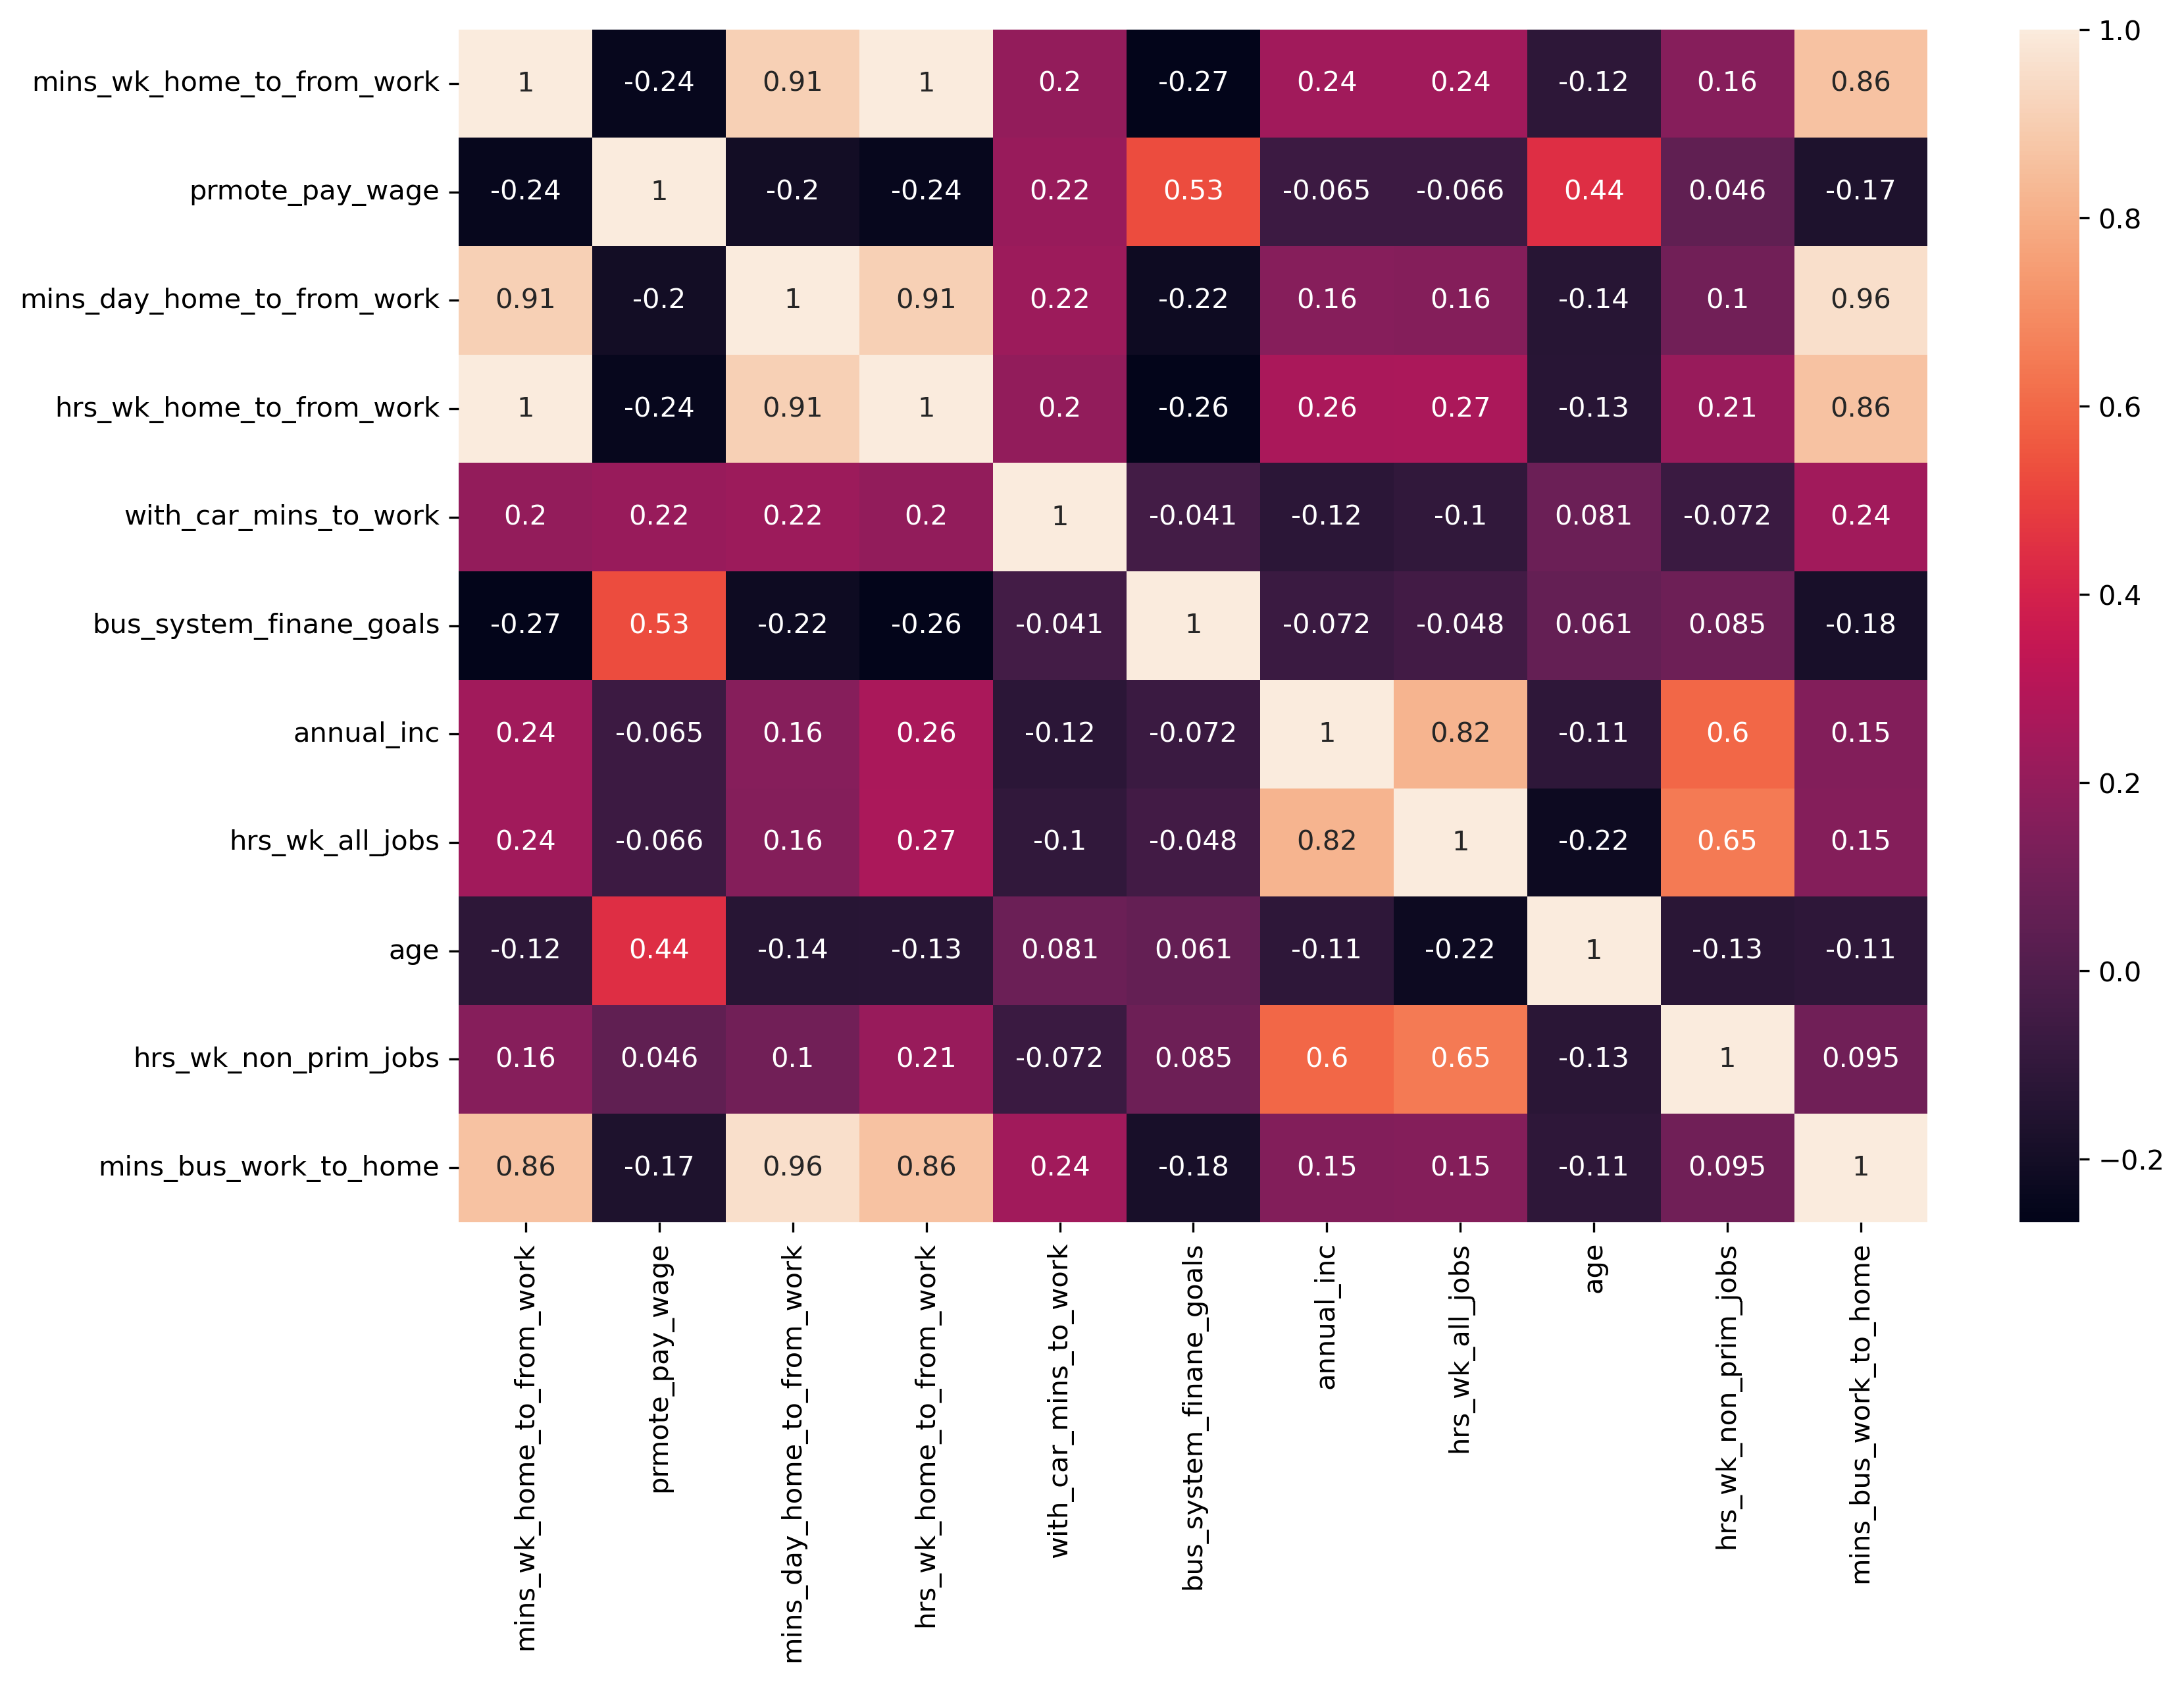 mins_wk_home_to_from_work 1 -0.24 0.91 1 0.2 -0.27 0.24 0.24 -0.12 0.16 0.86
prmote_pay_wage -0.24 1 -0.2 -0.24 0.22 0.53 -0.065 -0.066 0.44 0.046 -0.17
mins_day_home_to_from_work 0.91 -0.2 1 0.91 0.22 -0.22 0.16 0.16 -0.14 0.1 0.96
hrs_wk_home_to_from_work 1 -0.24 0.91 1 0.2 -0.26 0.26 0.27 -0.13 0.21 0.86
with_car_mins_to_work 0.2 0.22 0.22 0.2 1 -0.041 -0.12 -0.1 0.081 -0.072 0.24
bus_system_finane_goals -0.27 0.53 -0.22 -0.26 -0.041 1 -0.072 -0.048 0.061 0.085 -0.18
annual_inc 0.24 -0.065 0.16 0.26 -0.12 -0.072 1 0.82 -0.11 0.6 0.15
hrs_wk_all_jobs 0.24 -0.066 0.16 0.27 -0.1 -0.048 0.82 1 -0.22 0.65 0.15
age -0.12 0.44 -0.14 -0.13 0.081 0.061 -0.11 -0.22 1 -0.13 -0.11
hrs_wk_non_prim_jobs 0.16 0.046 0.1 0.21 -0.072 0.085 0.6 0.65 -0.13 1 0.095
mins_bus_work_to_home 0.86 -0.17 0.96 0.86 0.24 -0.18 0.15 0.15 -0.11 0.095 1
mins_wk_home_to_from_work
prmote_pay_wage
mins_day_home_to_from_work
hrs_wk_home_to_from_work
with_car_mins_to_work
bus_system_finane_goals
annual_inc
hrs_wk_all_jobs
age
hrs_wk_non_prim_jobs
mins_bus_work_to_home
1.0
0.8
0.6
0.4
0.2
0.0
−0.2